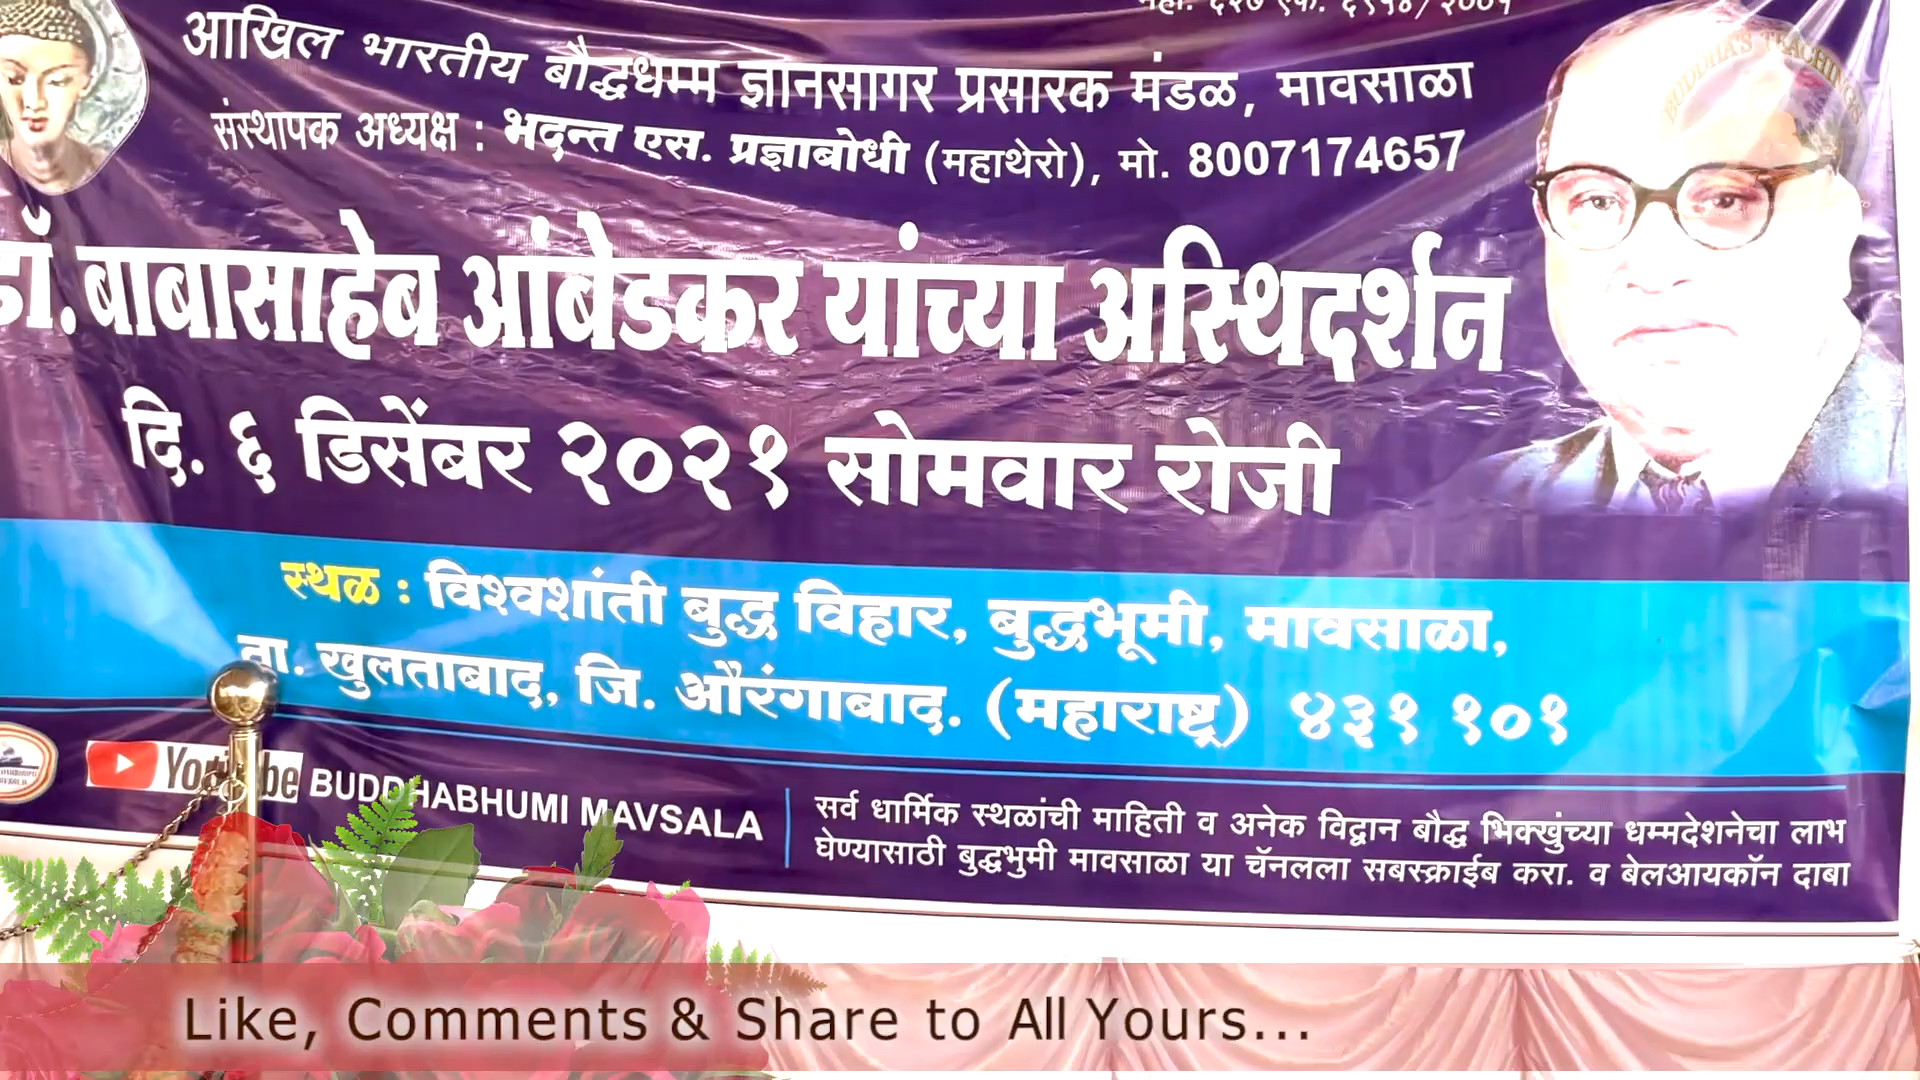 आखिल भारतीय बौद्धधम्म ज्ञानसागर प्रसारक मंडळ, मावसाळा
संस्थापक अध्यक्ष : भदन्त एस. प्रज्ञाबोधी (महाथेरो), मो. 8007174657
डॉ. बाबासाहेब आंबेडकर यांच्या अस्थिदर्शन
दि. ६ डिसेंबर २०२१ सोमवार रोजी
स्थळ : विश्वशांती बुद्ध विहार, बुद्धभूमी, मावसाळा,
ता. खुलताबाद, जि. औरंगाबाद. (महाराष्ट्र) ४३१ १०१
YouTube BUDDHABHUMI MAVSALA
सर्व धार्मिक स्थळांची माहिती व अनेक विद्वान बौद्ध भिक्खुंच्या धम्मदेशनेचा लाभ
घेण्यासाठी बुद्धभुमी मावसाळा या चॅनलला सबस्क्राईब करा. व बेलआयकॉन दाबा
BUDDHA'S TEACHINGS
Like, Comments & Share to All Yours...